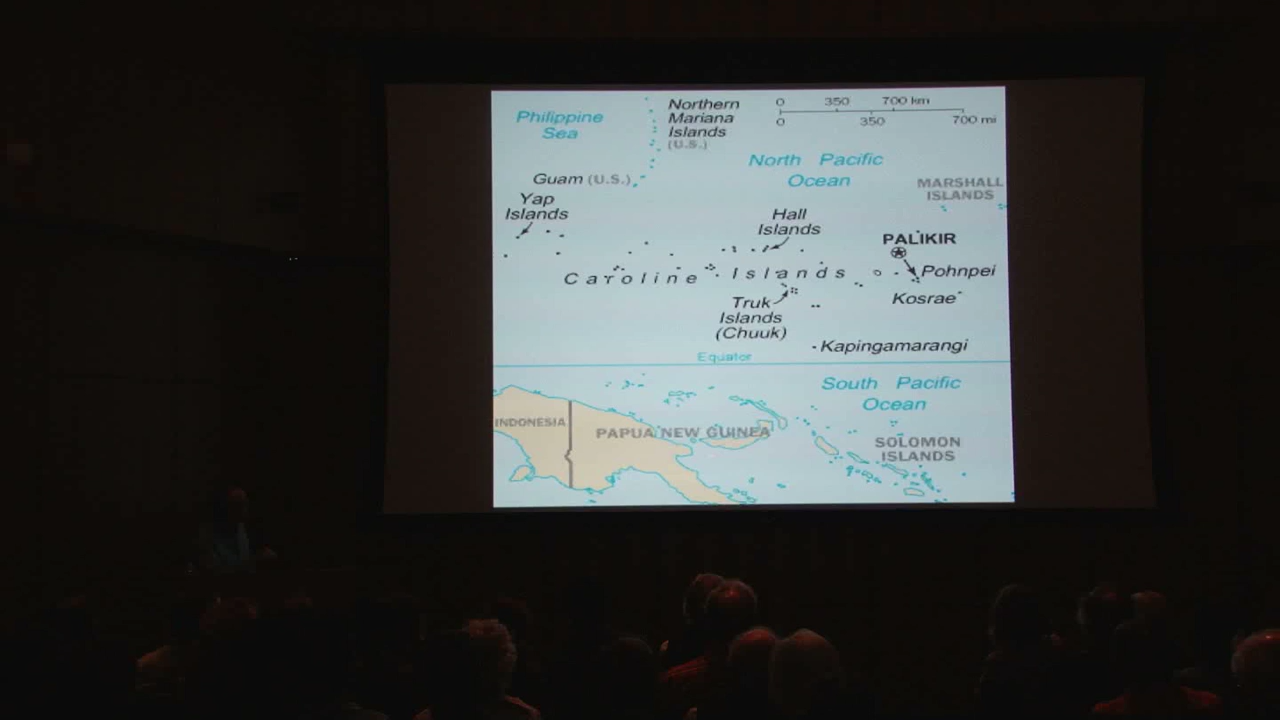 Philippine
Sea
Northern
Mariana
Islands
(U.S.)
0 350 700 km
0 350 700 mi
North Pacific
Ocean
Guam (U.S.)
MARSHALL
ISLANDS
Yap
Islands
Hall
Islands
PALIKIR
Caroline Islands
Pohnpei
Kosrae
Truk
Islands
(Chuuk)
Kapingamarangi
Equator
South Pacific
Ocean
INDONESIA
PAPUA NEW GUINEA
SOLOMON
ISLANDS